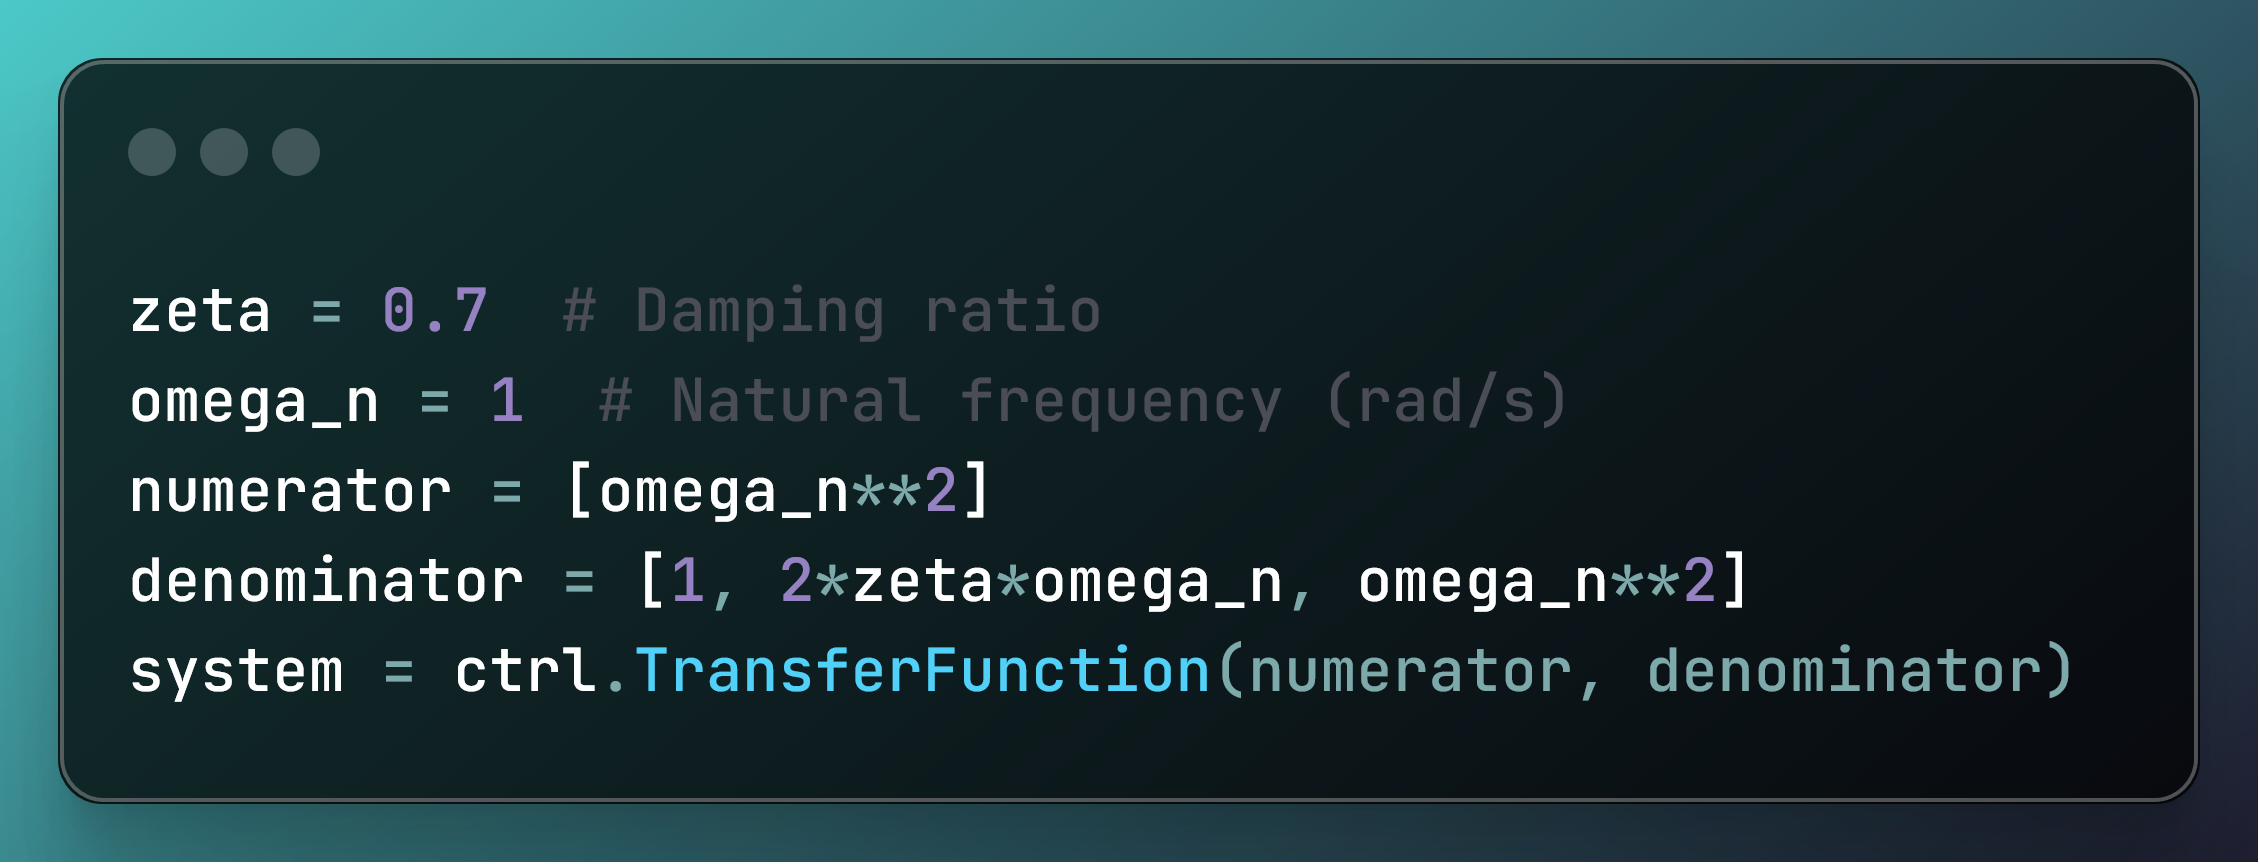 zeta = 0.7  # Damping ratio
omega_n = 1  # Natural frequency (rad/s)
numerator = [omega_n**2]
denominator = [1, 2*zeta*omega_n, omega_n**2]
system = ctrl.TransferFunction(numerator, denominator)